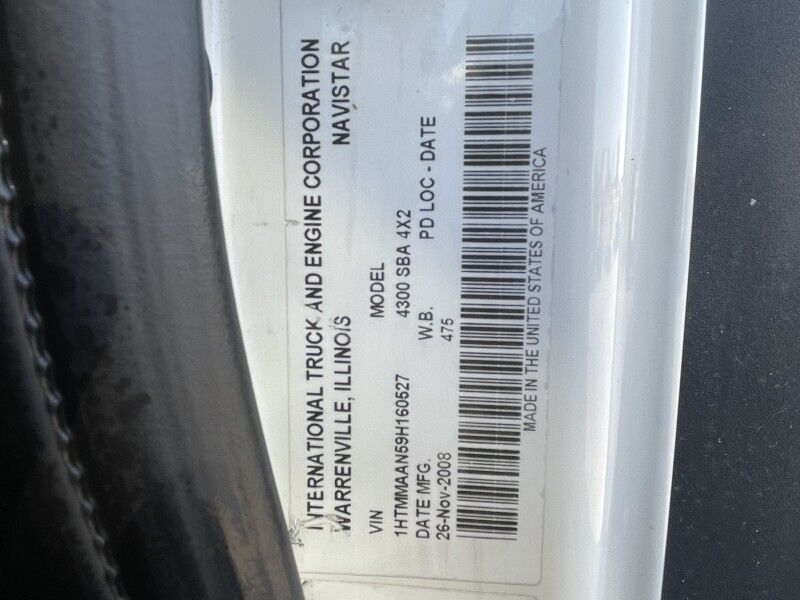 INTERNATIONAL TRUCK AND ENGINE CORPORATION
WARRENVILLE, ILLINOIS NAVISTAR
VIN MODEL
1HTMMAAN59H160527 4300 SBA 4X2
DATE MFG. W.B. PD LOC - DATE
26-Nov-2008 475
MADE IN THE UNITED STATES OF AMERICA